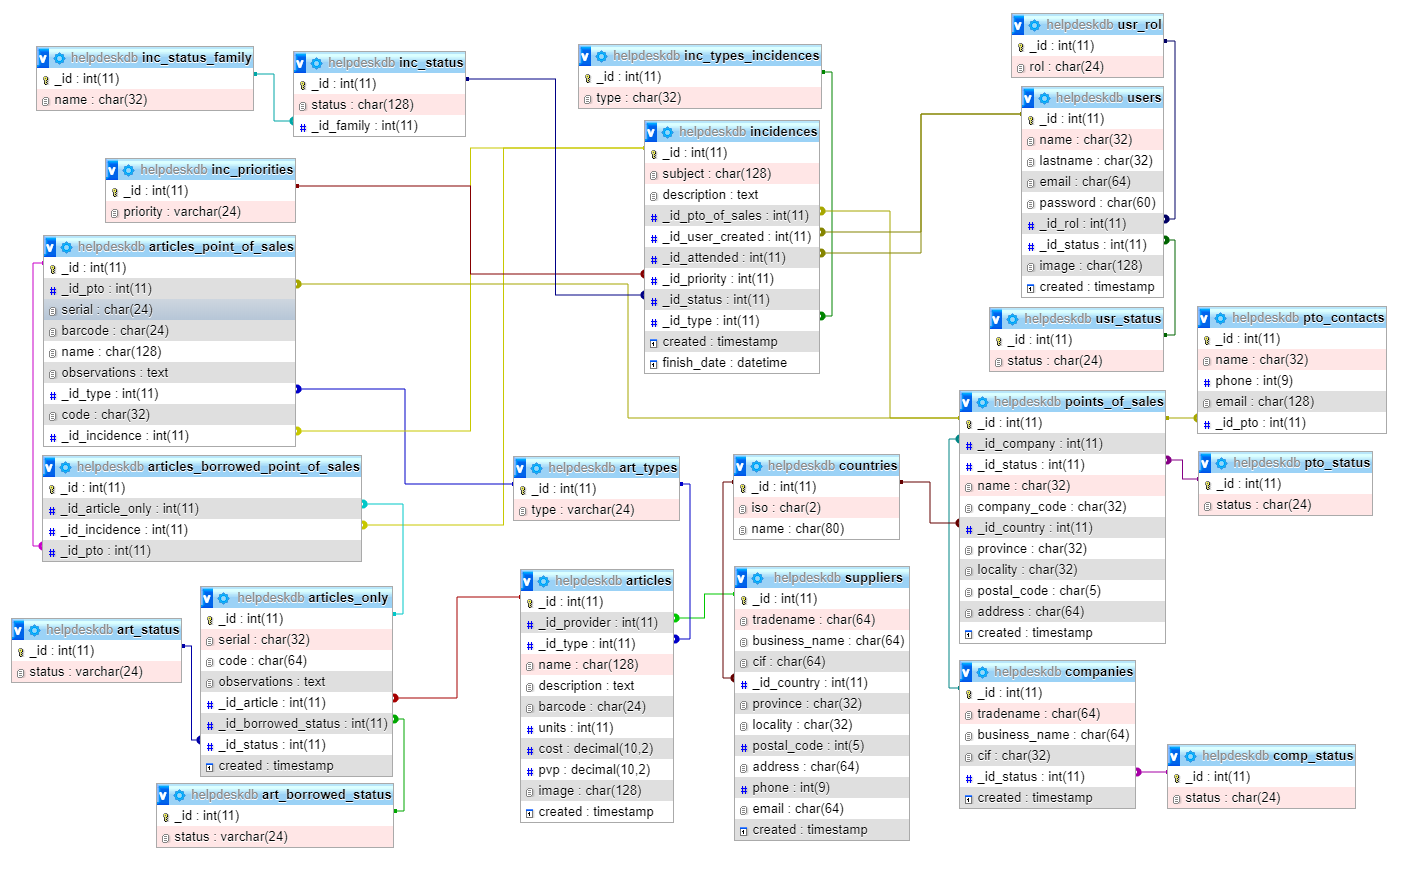 helpdeskdb usr_rol
_id : int(11)
rol : char(24)
helpdeskdb inc_status_family
_id : int(11)
name : char(32)
helpdeskdb inc_status
_id : int(11)
status : char(128)
_id_family : int(11)
helpdeskdb inc_types_incidences
_id : int(11)
type : char(32)
helpdeskdb users
_id : int(11)
name : char(32)
lastname : char(32)
email : char(64)
password : char(60)
_id_rol : int(11)
_id_status : int(11)
image : char(128)
created : timestamp
helpdeskdb incidences
_id : int(11)
subject : char(128)
description : text
_id_pto_of_sales : int(11)
_id_user_created : int(11)
_id_attended : int(11)
_id_priority : int(11)
_id_status : int(11)
_id_type : int(11)
created : timestamp
finish_date : datetime
helpdeskdb inc_priorities
_id : int(11)
priority : varchar(24)
helpdeskdb articles_point_of_sales
_id : int(11)
_id_pto : int(11)
serial : char(24)
barcode : char(24)
name : char(128)
observations : text
_id_type : int(11)
code : char(32)
_id_incidence : int(11)
helpdeskdb usr_status
_id : int(11)
status : char(24)
helpdeskdb pto_contacts
_id : int(11)
name : char(32)
phone : int(9)
email : char(128)
_id_pto : int(11)
helpdeskdb points_of_sales
_id : int(11)
_id_company : int(11)
_id_status : int(11)
name : char(32)
company_code : char(32)
_id_country : int(11)
province : char(32)
locality : char(32)
postal_code : char(5)
address : char(64)
created : timestamp
helpdeskdb pto_status
_id : int(11)
status : char(24)
helpdeskdb articles_borrowed_point_of_sales
_id : int(11)
_id_article_only : int(11)
_id_incidence : int(11)
_id_pto : int(11)
helpdeskdb art_types
_id : int(11)
type : varchar(24)
helpdeskdb countries
_id : int(11)
iso : char(2)
name : char(80)
helpdeskdb articles
_id : int(11)
_id_provider : int(11)
_id_type : int(11)
name : char(128)
description : text
barcode : char(24)
units : int(11)
cost : decimal(10,2)
pvp : decimal(10,2)
image : char(128)
created : timestamp
helpdeskdb suppliers
_id : int(11)
tradename : char(64)
business_name : char(64)
cif : char(64)
_id_country : int(11)
province : char(32)
locality : char(32)
postal_code : int(5)
address : char(64)
phone : int(9)
email : char(64)
created : timestamp
helpdeskdb articles_only
_id : int(11)
serial : char(32)
code : char(64)
observations : text
_id_article : int(11)
_id_borrowed_status : int(11)
_id_status : int(11)
created : timestamp
helpdeskdb art_status
_id : int(11)
status : varchar(24)
helpdeskdb companies
_id : int(11)
tradename : char(64)
business_name : char(64)
cif : char(32)
_id_status : int(11)
created : timestamp
helpdeskdb comp_status
_id : int(11)
status : char(24)
helpdeskdb art_borrowed_status
_id : int(11)
status : varchar(24)